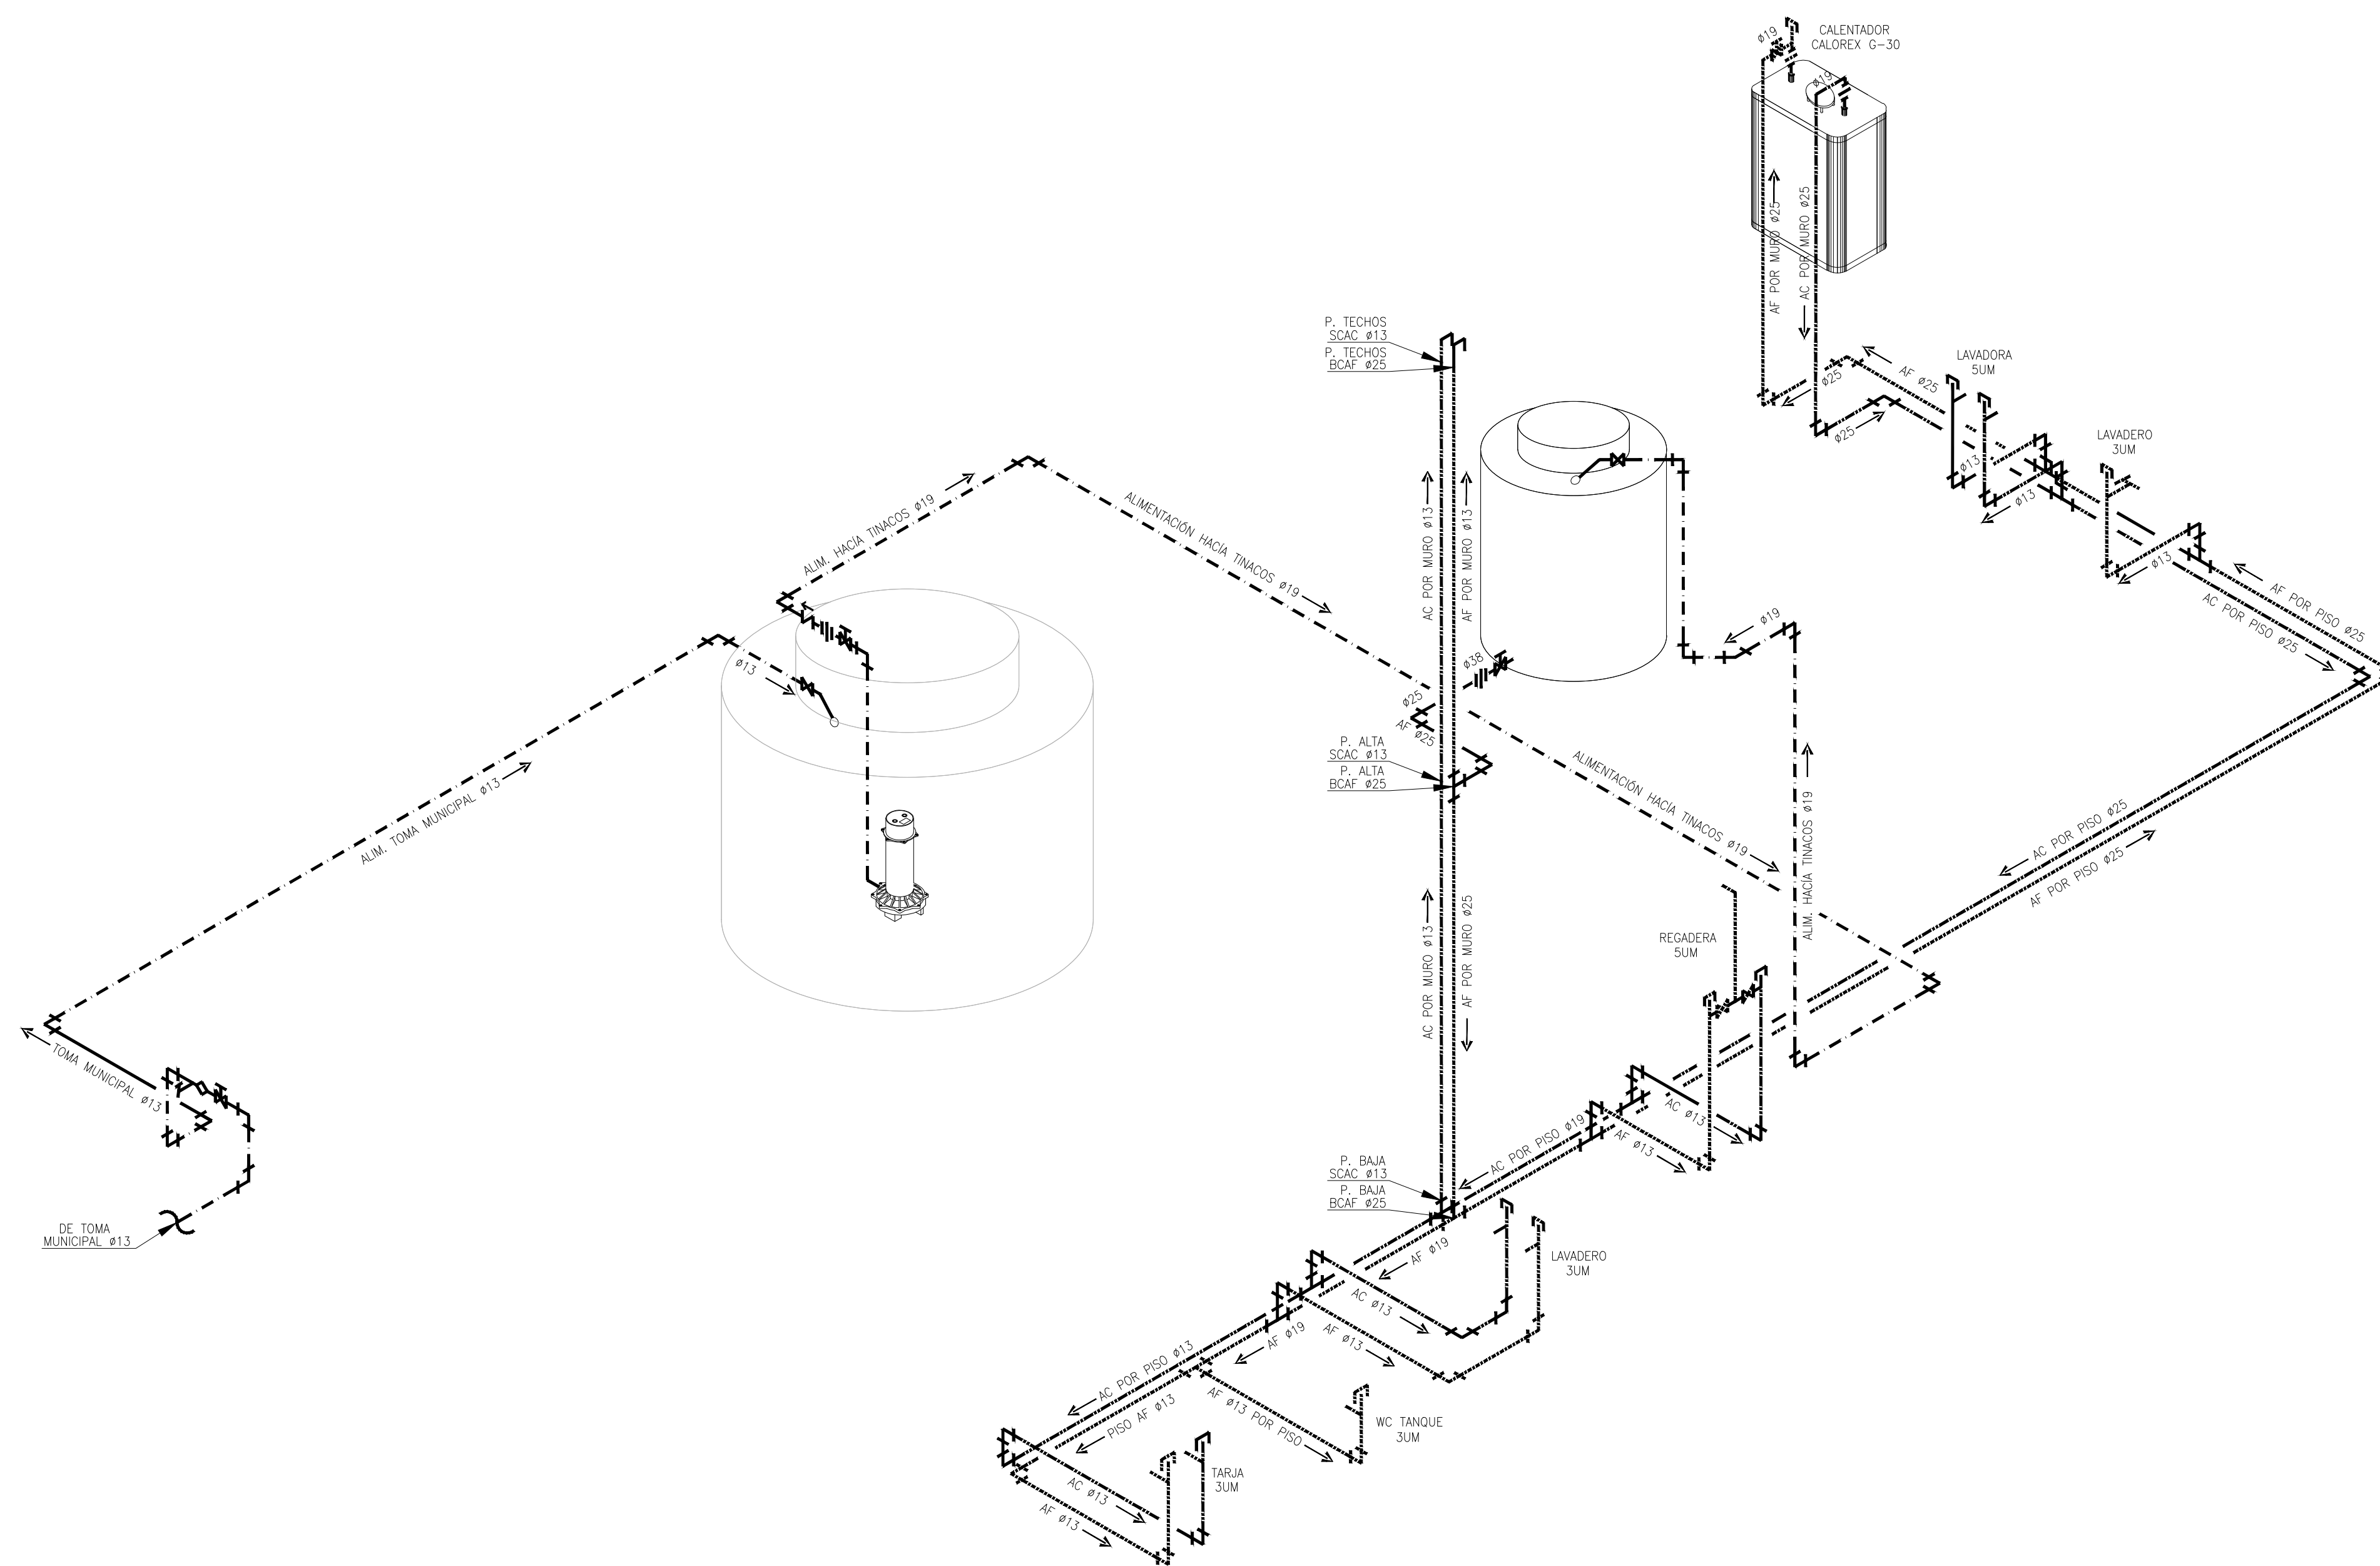 CALENTADOR
CALOREX G-30
ø19
ø19
AF POR MURO ø25
AC POR MURO ø25
P. TECHOS
SCAC ø13
P. TECHOS
BCAF ø25
LAVADORA
5UM
AF ø25
ø25
ø25
ø13
ø13
LAVADERO
3UM
ø13
AF POR PISO ø25
AC POR PISO ø25
ALIM. HACÍA TINACOS ø19
ALIMENTACIÓN HACÍA TINACOS ø19
AC POR MURO ø13
AF POR MURO ø13
ø19
ø38
ø13
ø25
AF ø25
P. ALTA
SCAC ø13
P. ALTA
BCAF ø25
ALIM. TOMA MUNICIPAL ø13
ALIMENTACIÓN HACÍA TINACOS ø19
ALIM. HACÍA TINACOS ø19
AC POR PISO ø25
AF POR PISO ø25
AC POR MURO ø13
AF POR MURO ø25
REGADERA
5UM
TOMA MUNICIPAL ø13
AC ø13
AF ø13
AC POR PISO ø19
P. BAJA
SCAC ø13
P. BAJA
BCAF ø25
DE TOMA
MUNICIPAL ø13
AF ø19
LAVADERO
3UM
AC ø13
AF ø13
AF ø19
AC POR PISO ø13
PISO AF ø13
AF ø13 POR PISO
WC TANQUE
3UM
TARJA
3UM
AC ø13
AF ø13